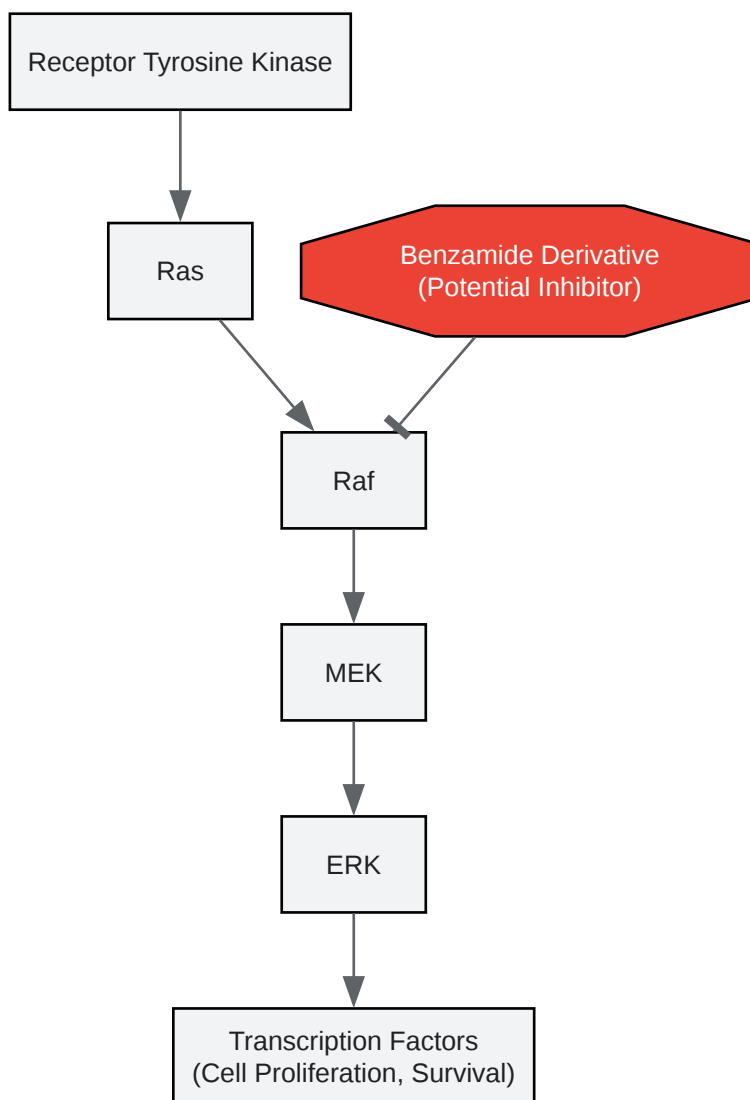 Receptor Tyrosine Kinase
Ras
Benzamide Derivative
(Potential Inhibitor)
Raf
MEK
ERK
Transcription Factors
(Cell Proliferation, Survival)